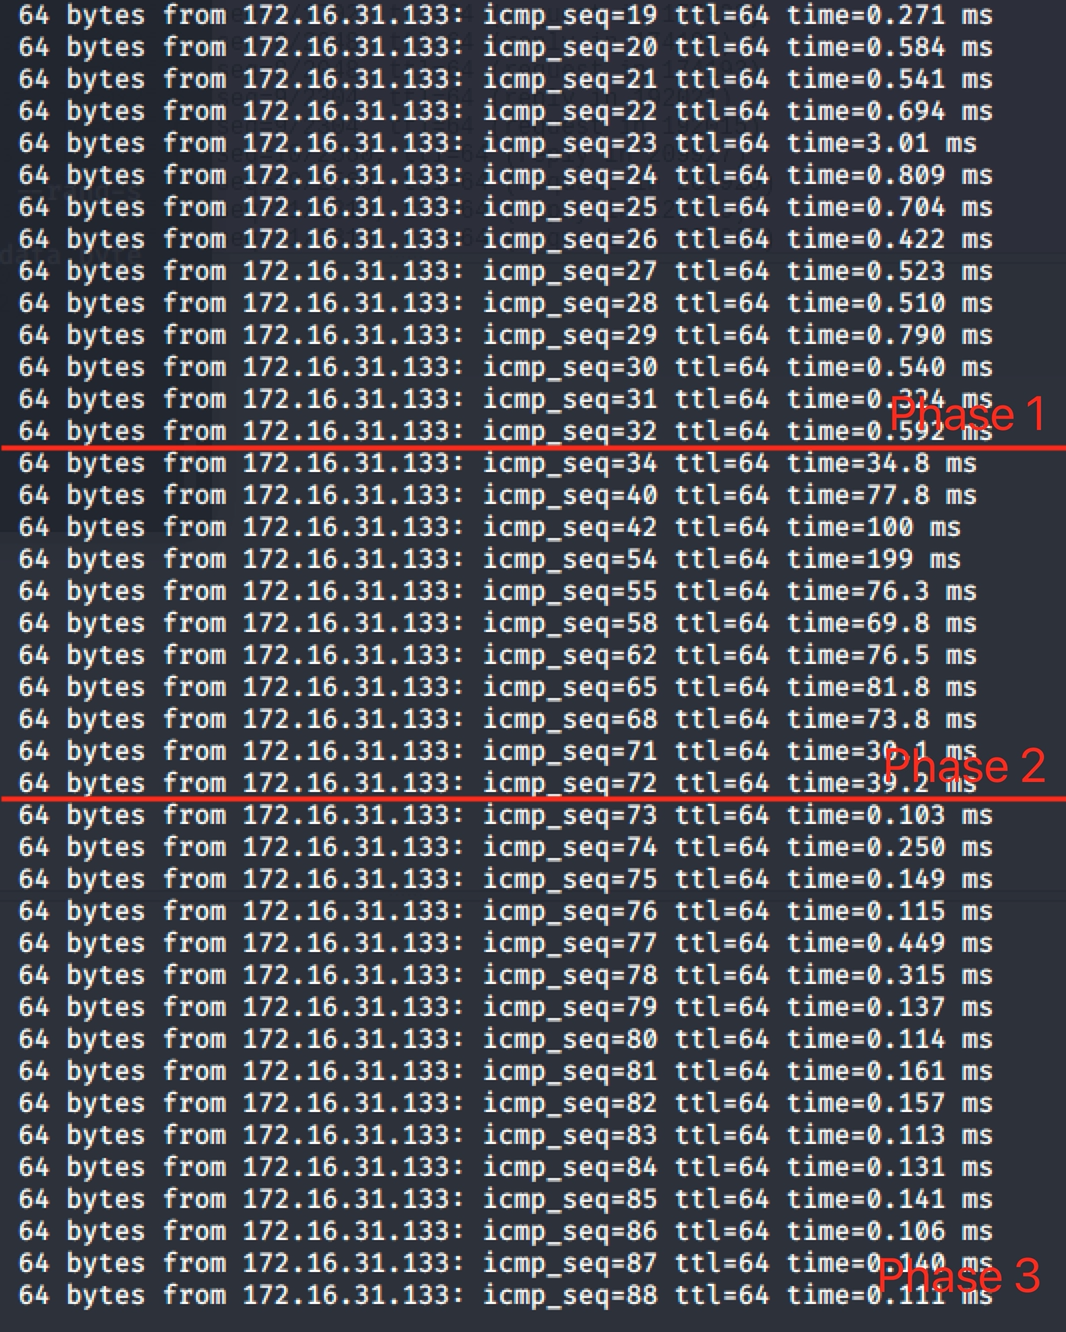 64 bytes from 172.16.31.133: icmp_seq=19 ttl=64 time=0.271 ms
64 bytes from 172.16.31.133: icmp_seq=20 ttl=64 time=0.584 ms
64 bytes from 172.16.31.133: icmp_seq=21 ttl=64 time=0.541 ms
64 bytes from 172.16.31.133: icmp_seq=22 ttl=64 time=0.694 ms
64 bytes from 172.16.31.133: icmp_seq=23 ttl=64 time=3.01 ms
64 bytes from 172.16.31.133: icmp_seq=24 ttl=64 time=0.809 ms
64 bytes from 172.16.31.133: icmp_seq=25 ttl=64 time=0.704 ms
64 bytes from 172.16.31.133: icmp_seq=26 ttl=64 time=0.422 ms
64 bytes from 172.16.31.133: icmp_seq=27 ttl=64 time=0.523 ms
64 bytes from 172.16.31.133: icmp_seq=28 ttl=64 time=0.510 ms
64 bytes from 172.16.31.133: icmp_seq=29 ttl=64 time=0.790 ms
64 bytes from 172.16.31.133: icmp_seq=30 ttl=64 time=0.540 ms
64 bytes from 172.16.31.133: icmp_seq=31 ttl=64 ms
Phase 1
64 bytes from 172.16.31.133: icmp_seq=32 ttl=64 time=0.592 ms
64 bytes from 172.16.31.133: icmp_seq=34 ttl=64 time=34.8 ms
64 bytes from 172.16.31.133: icmp_seq=40 ttl=64 time=77.8 ms
64 bytes from 172.16.31.133: icmp_seq=42 ttl=64 time=100 ms
64 bytes from 172.16.31.133: icmp_seq=54 ttl=64 time=199 ms
64 bytes from 172.16.31.133: icmp_seq=55 ttl=64 time=76.3 ms
64 bytes from 172.16.31.133: icmp_seq=58 ttl=64 time=69.8 ms
64 bytes from 172.16.31.133: icmp_seq=62 ttl=64 time=76.5 ms
64 bytes from 172.16.31.133: icmp_seq=65 ttl=64 time=81.8 ms
64 bytes from 172.16.31.133: icmp_seq=68 ttl=64 time=73.8 ms
64 bytes from 172.16.31.133: icmp_seq=71 ttl=64 ms
Phase 2
64 bytes from 172.16.31.133: icmp_seq=72 ttl=64 time=39.2 ms
64 bytes from 172.16.31.133: icmp_seq=73 ttl=64 time=0.103 ms
64 bytes from 172.16.31.133: icmp_seq=74 ttl=64 time=0.250 ms
64 bytes from 172.16.31.133: icmp_seq=75 ttl=64 time=0.149 ms
64 bytes from 172.16.31.133: icmp_seq=76 ttl=64 time=0.115 ms
64 bytes from 172.16.31.133: icmp_seq=77 ttl=64 time=0.449 ms
64 bytes from 172.16.31.133: icmp_seq=78 ttl=64 time=0.315 ms
64 bytes from 172.16.31.133: icmp_seq=79 ttl=64 time=0.137 ms
64 bytes from 172.16.31.133: icmp_seq=80 ttl=64 time=0.114 ms
64 bytes from 172.16.31.133: icmp_seq=81 ttl=64 time=0.161 ms
64 bytes from 172.16.31.133: icmp_seq=82 ttl=64 time=0.157 ms
64 bytes from 172.16.31.133: icmp_seq=83 ttl=64 time=0.113 ms
64 bytes from 172.16.31.133: icmp_seq=84 ttl=64 time=0.131 ms
64 bytes from 172.16.31.133: icmp_seq=85 ttl=64 time=0.141 ms
64 bytes from 172.16.31.133: icmp_seq=86 ttl=64 time=0.106 ms
64 bytes from 172.16.31.133: icmp_seq=87 ttl=64 time=0.140 ms
Phase 3
64 bytes from 172.16.31.133: icmp_seq=88 ttl=64 time=0.111 ms